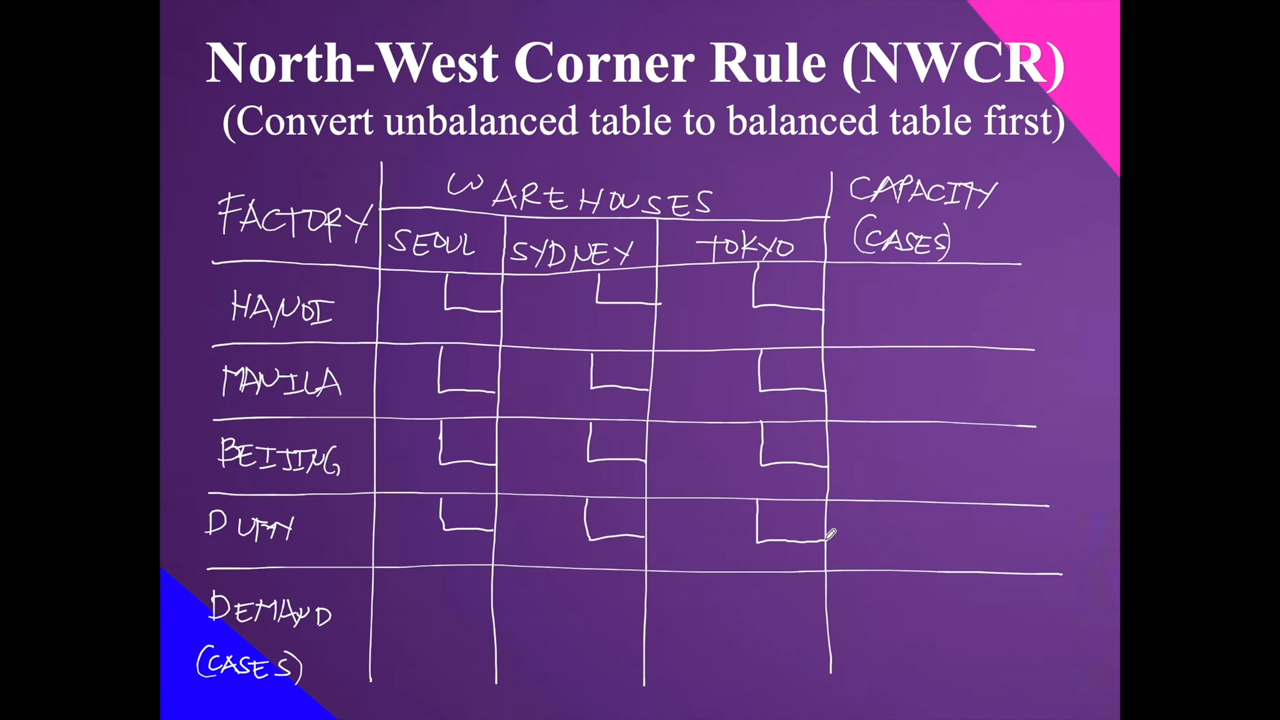 North-West Corner Rule (NWCR)
(Convert unbalanced table to balanced table first)
FACTORY WAREHOUSES CAPACITY (CASES)
SEOUL SYDNEY TOKYO
HANOI
MANILA
BEIJING
DEMAND
(CASES)